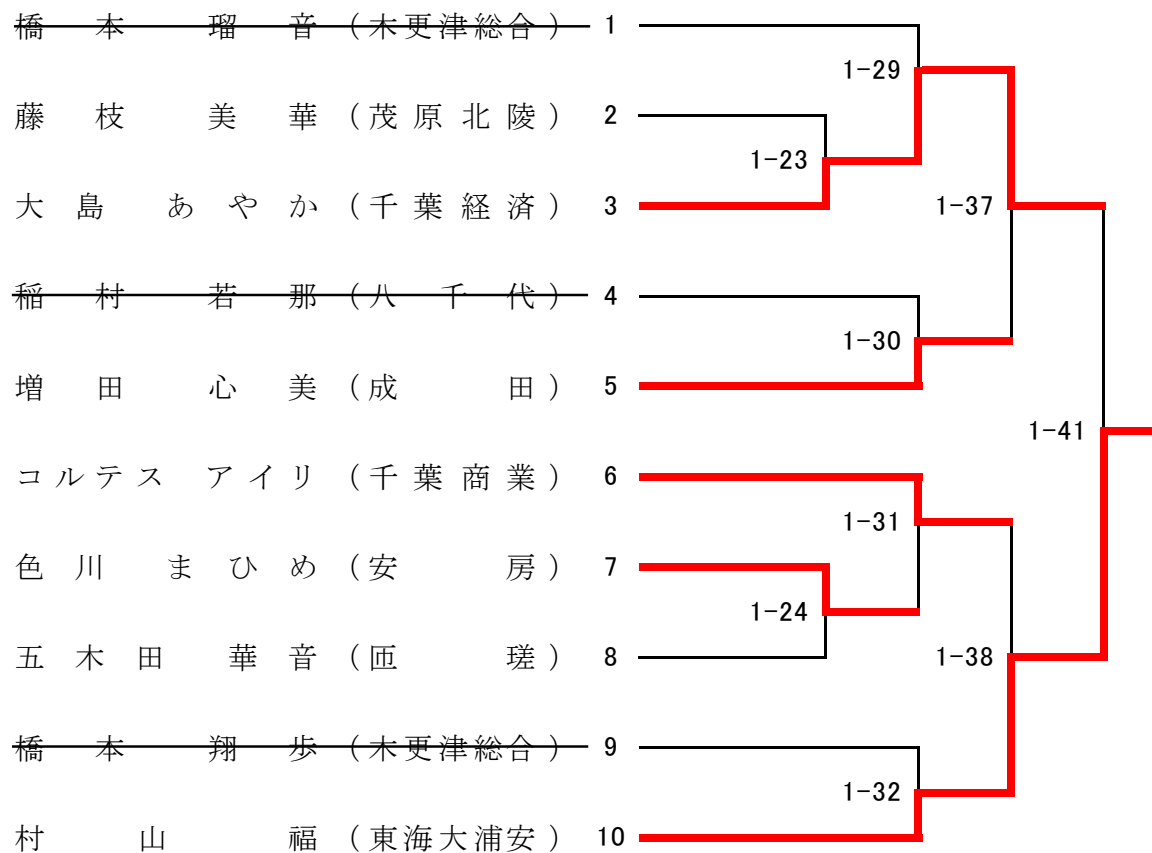 橋本 瑠音 (木更津総合) 1
1-29
藤枝 美華 (茂原北陵) 2
1-23
大島 あやか (千葉経済) 3
1-37
稲村 若那 (八千代) 4
1-30
増田 心美 (成田) 5
1-41
コルテス アイリ (千葉商業) 6
1-31
色川 まひめ (安房) 7
1-24
五木田 華音 (匝瑳) 8
1-38
橋本 翔歩 (木更津総合) 9
1-32
村山 福 (東海大浦安) 10